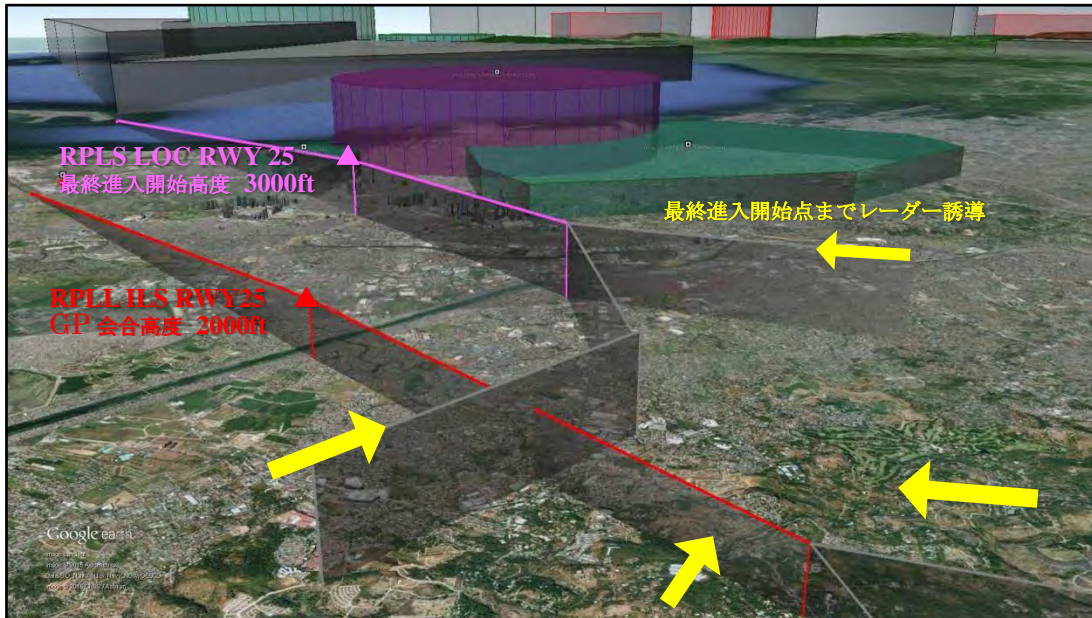 RPLS LOC RWY 25
最終進入開始高度 3000ft
最終進入開始点までレーダー誘導
RPLL ILS RWY25
GP 会合高度 2000ft
Google earth